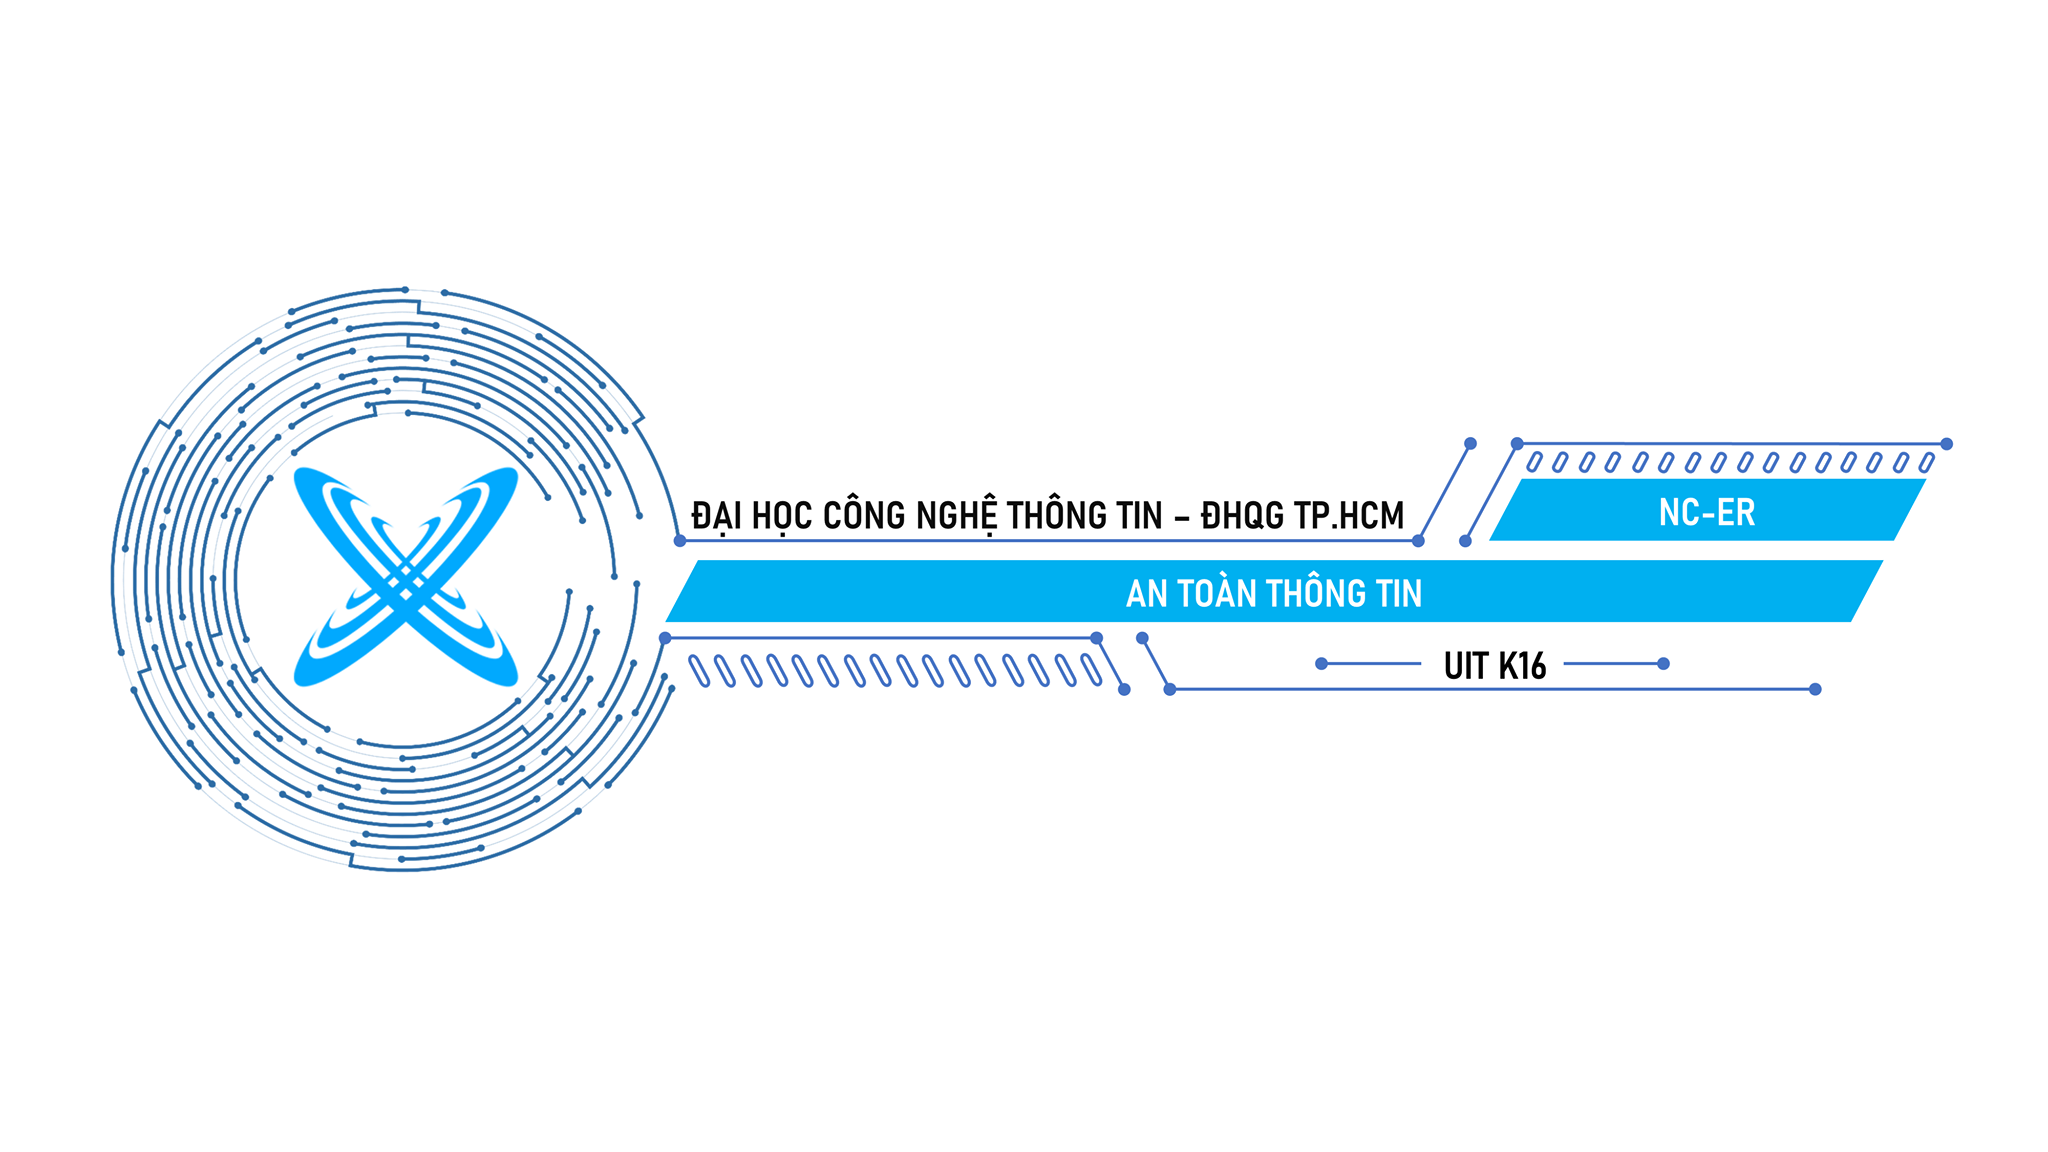 ĐẠI HỌC CÔNG NGHỆ THÔNG TIN – ĐHQG TP.HCM
NC-ER
AN TOÀN THÔNG TIN
UIT K16